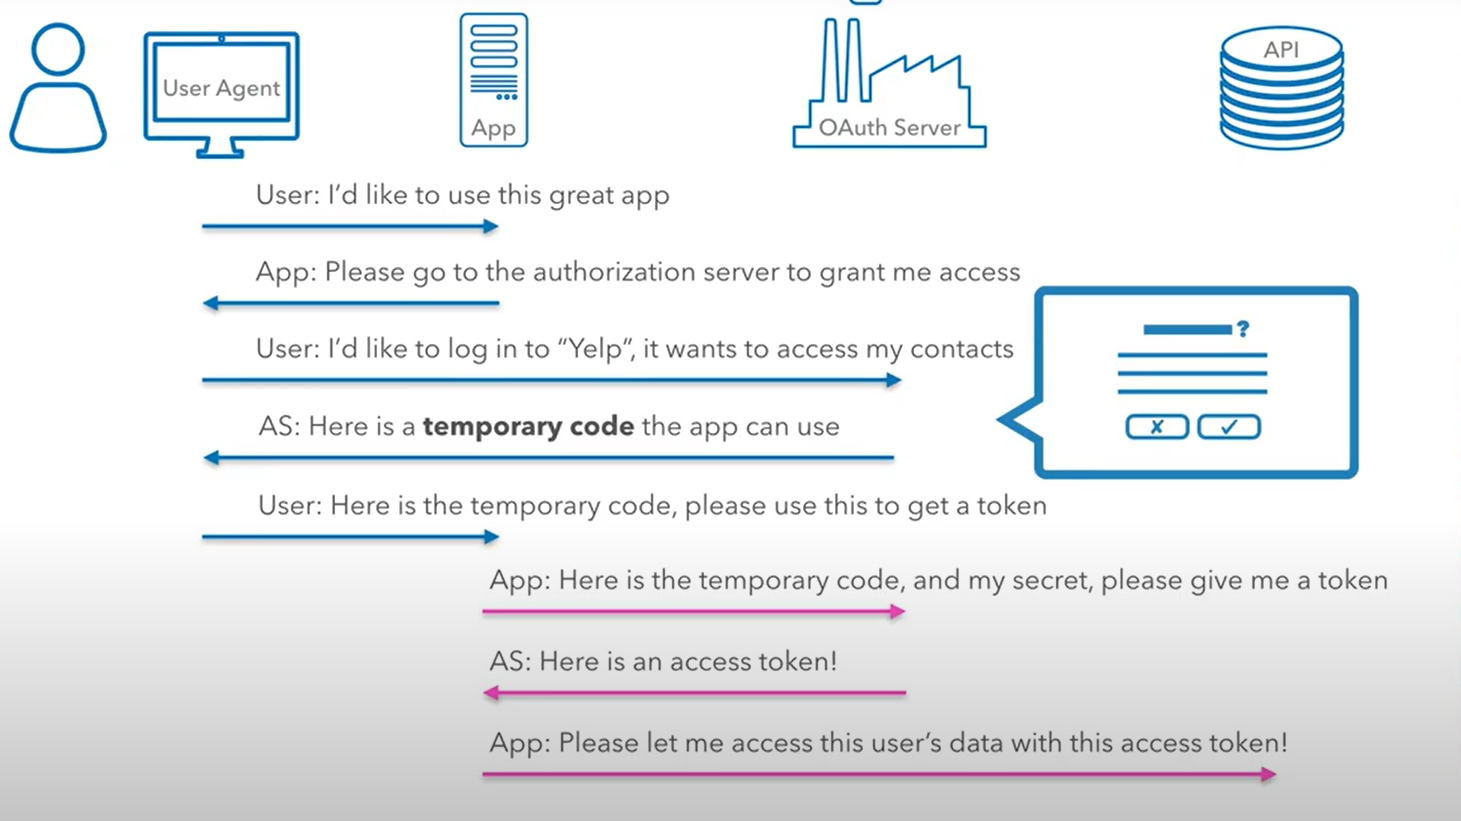 User Agent
App
OAuth Server
API
User: I’d like to use this great app
App: Please go to the authorization server to grant me access
User: I’d like to log in to “Yelp”, it wants to access my contacts
?
AS: Here is a temporary code the app can use
User: Here is the temporary code, please use this to get a token
App: Here is the temporary code, and my secret, please give me a token
AS: Here is an access token!
App: Please let me access this user’s data with this access token!